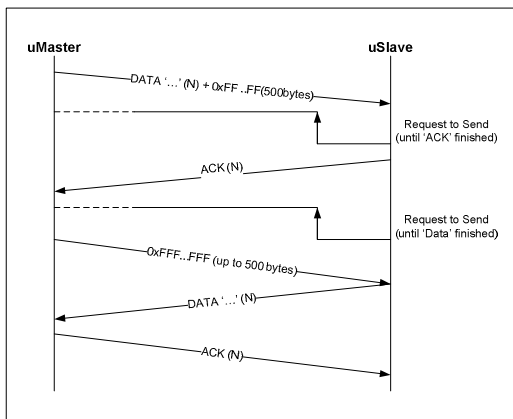 uMaster
uSlave
DATA '...' (N) + 0xFF ..FF(500bytes)
Request to Send
(until 'ACK' finished)
ACK (N)
Request to Send
(until 'Data' finished)
0xFFF...FFF (up to 500 bytes)
DATA '...' (N)
ACK (N)